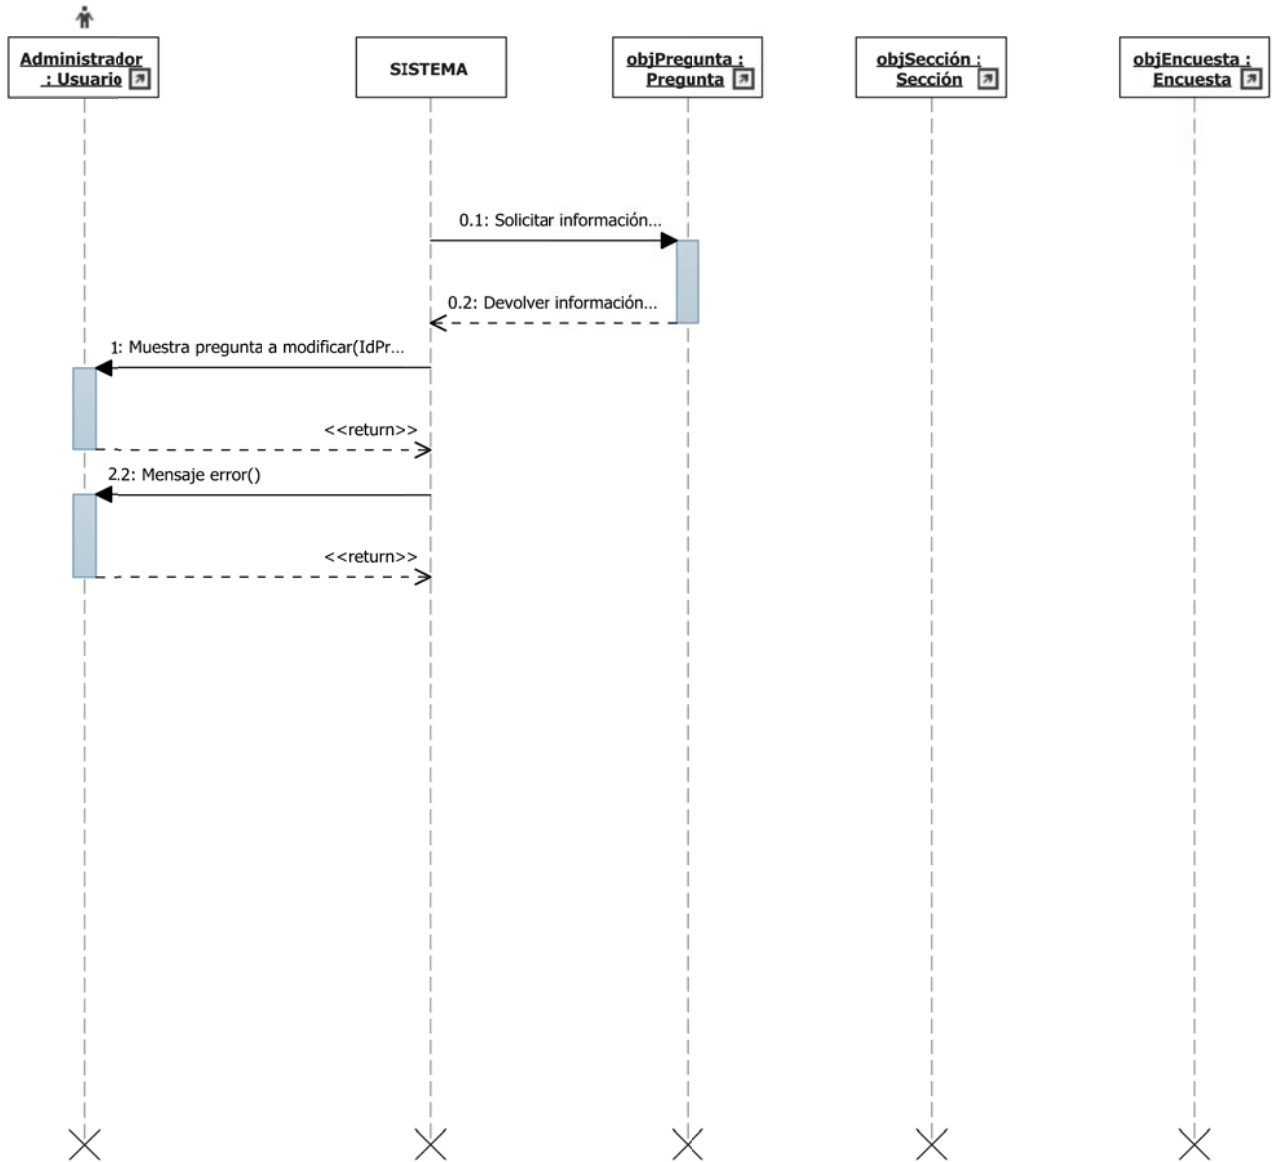 Administrador
: Usuario
SISTEMA
objPregunta :
Pregunta
objSección :
Sección
objEncuesta :
Encuesta
0.1: Solicitar información...
0.2: Devolver información...
1: Muestra pregunta a modificar(IdPr...
<<return>>
2.2: Mensaje error()
<<return>>